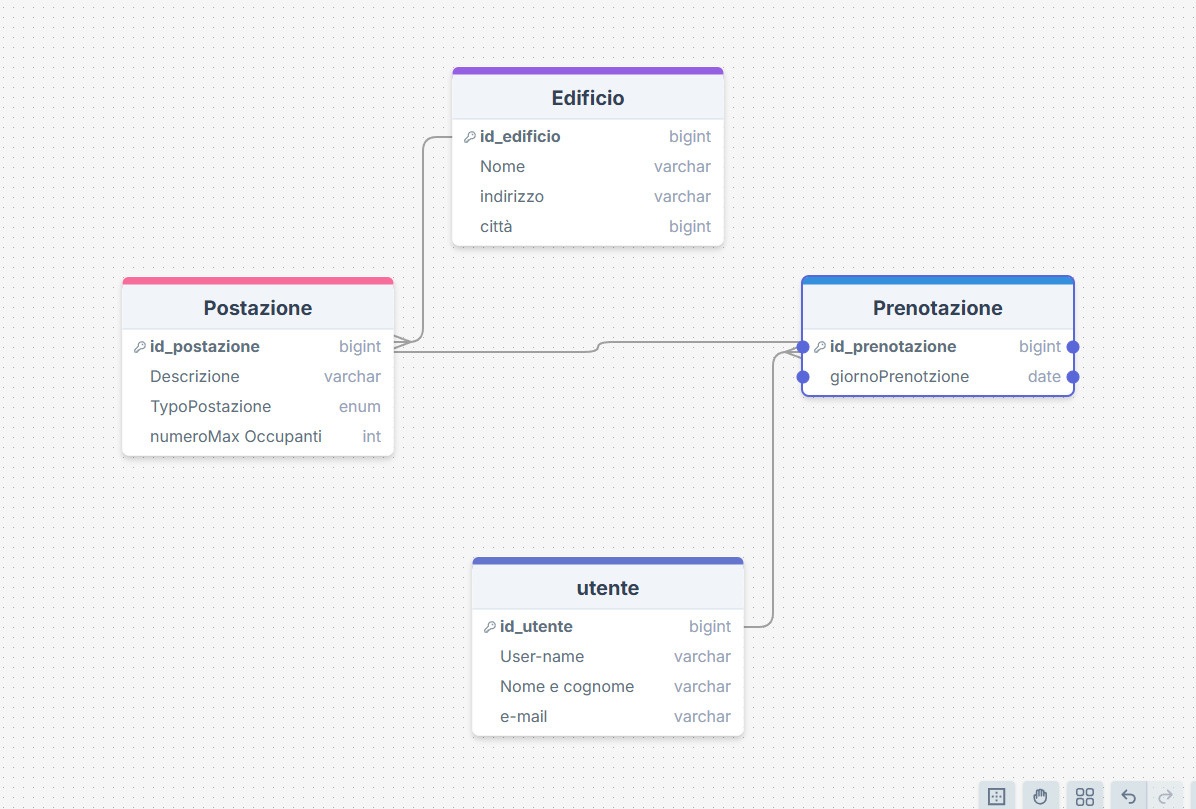 Edificio
id_edificio bigint
Nome varchar
indirizzo varchar
città bigint
Postazione
id_postazione bigint
Descrizione varchar
TypoPostazione enum
numeroMax Occupanti int
Prenotazione
id_prenotazione bigint
giornoPrenotzione date
utente
id_utente bigint
User-name varchar
Nome e cognome varchar
e-mail varchar